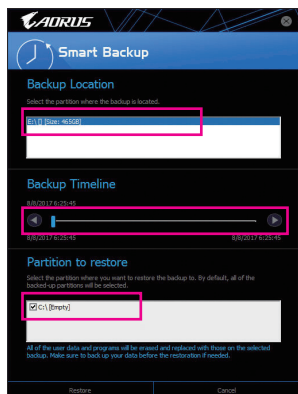 AORUS
Smart Backup
Backup Location
Select the partition where the backup is located.
E:\ [] [Size: 465GB]
Backup Timeline
8/8/2017 6:25:45
8/8/2017 6:25:45 8/8/2017 6:25:45
Partition to restore
Select the partition where you want to restore the backup to. By default, all of the
backed-up partitions will be selected.
C:\ [Empty]
All of the user data and programs will be erased and replaced with those on the selected
backup. Make sure to back up your data before the restoration if needed.
Restore Cancel